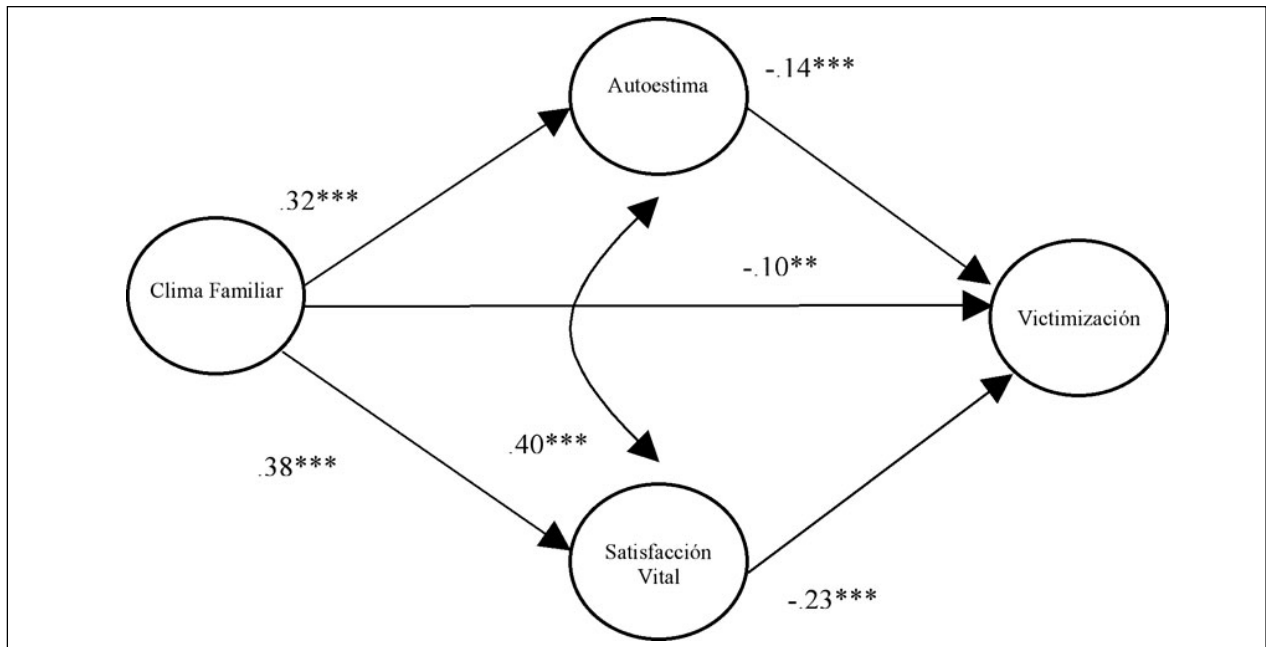 Autoestima
-.14***
.32***
-.10**
Clima Familiar
Victimización
.40***
.38***
Satisfacción
Vital
-.23***